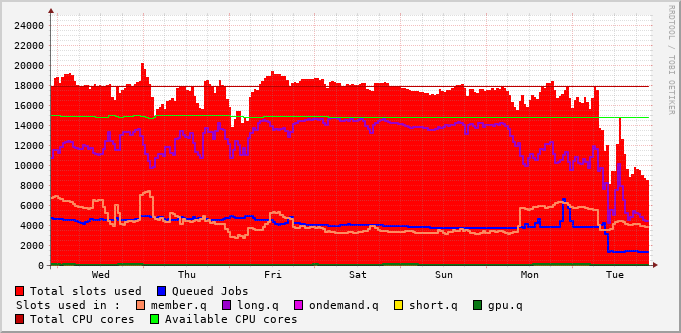 24000
22000
20000
18000
16000
14000
12000
10000
8000
6000
4000
2000
0
Wed Thu Fri Sat Sun Mon Tue
Total slots used Queued Jobs
Slots used in : member.q long.q ondemand.q short.q gpu.q
Total CPU cores Available CPU cores
RRDTOOL / TOBI OETIKER